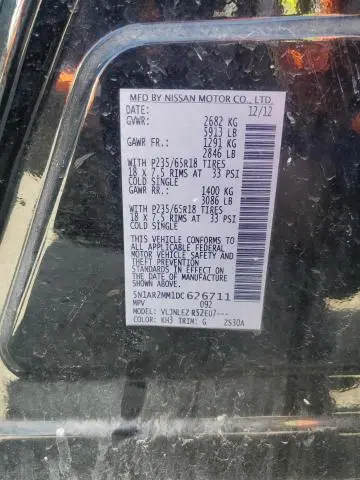 MFD BY NISSAN MOTOR CO., LTD.
DATE: 12/12
GVWR: 2682 KG
5913 LB
GAWR FR.: 1291 KG
2846 LB
WITH P235/65R18 TIRES
18 X 7.5 RIMS AT 33 PSI
COLD SINGLE
GAWR RR.: 1400 KG
3086 LB
WITH P235/65R18 TIRES
18 X 7.5 RIMS AT 33 PSI
COLD SINGLE
THIS VEHICLE CONFORMS TO
ALL APPLICABLE FEDERAL
MOTOR VEHICLE SAFETY AND
THEFT PREVENTION
STANDARDS IN EFFECT ON
THE DATE OF MANUFACTURE
SHOWN ABOVE.
5N1AR2MM1DC626711
MPV 092
MODEL: VLJNLEZ R52EU7---
COLOR: KH3 TRIM: G 2S30A